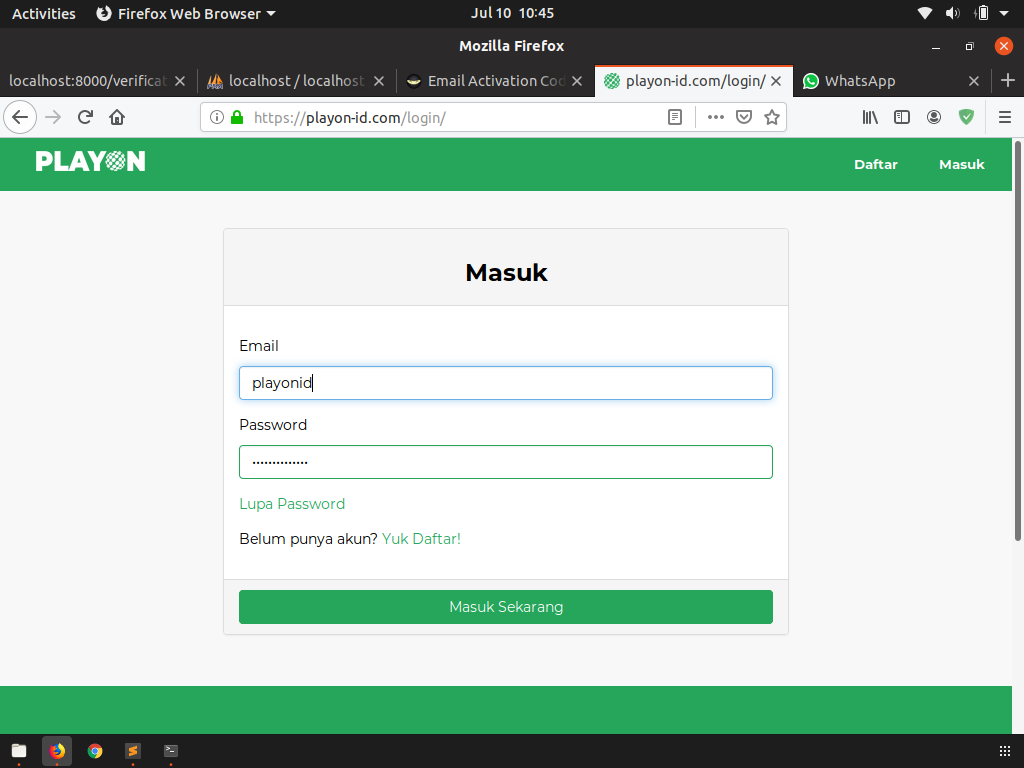 Activities Firefox Web Browser Jul 10 10:45
Mozilla Firefox
localhost:8000/verificat localhost / localhost Email Activation Cod playon-id.com/login/ WhatsApp
https://playon-id.com/login/
PLAYON Daftar Masuk
Masuk
Email
playonid
Password
••••••••••••••
Lupa Password
Belum punya akun? Yuk Daftar!
Masuk Sekarang